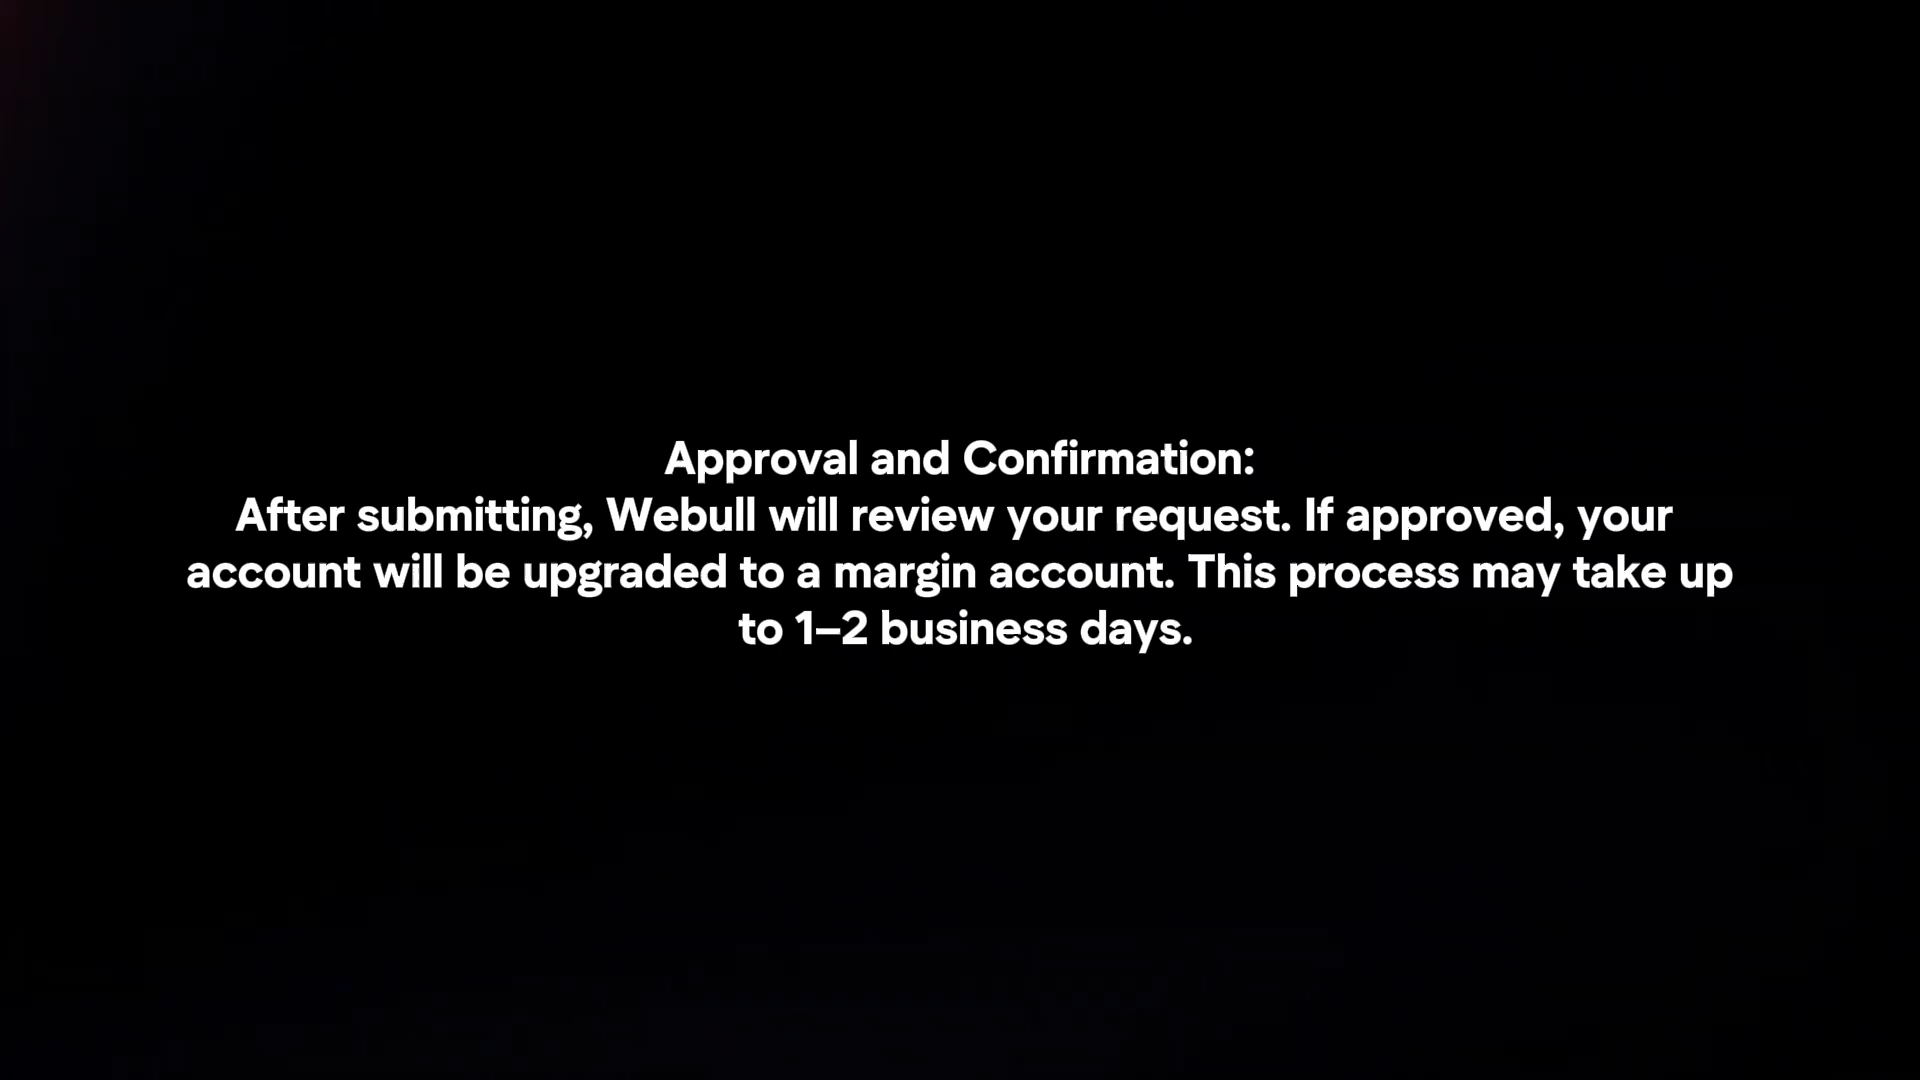 Approval and Confirmation:
After submitting, Webull will review your request. If approved, your
account will be upgraded to a margin account. This process may take up
to 1–2 business days.